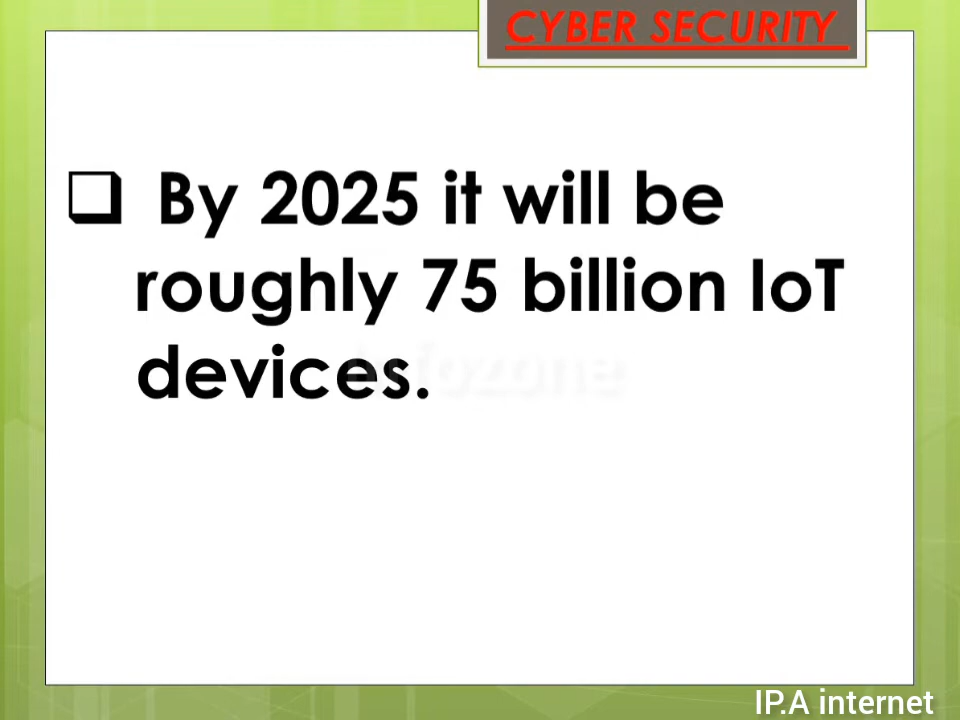 CYBER SECURITY
❑ By 2025 it will be
roughly 75 billion IoT
devices.
IP.A internet